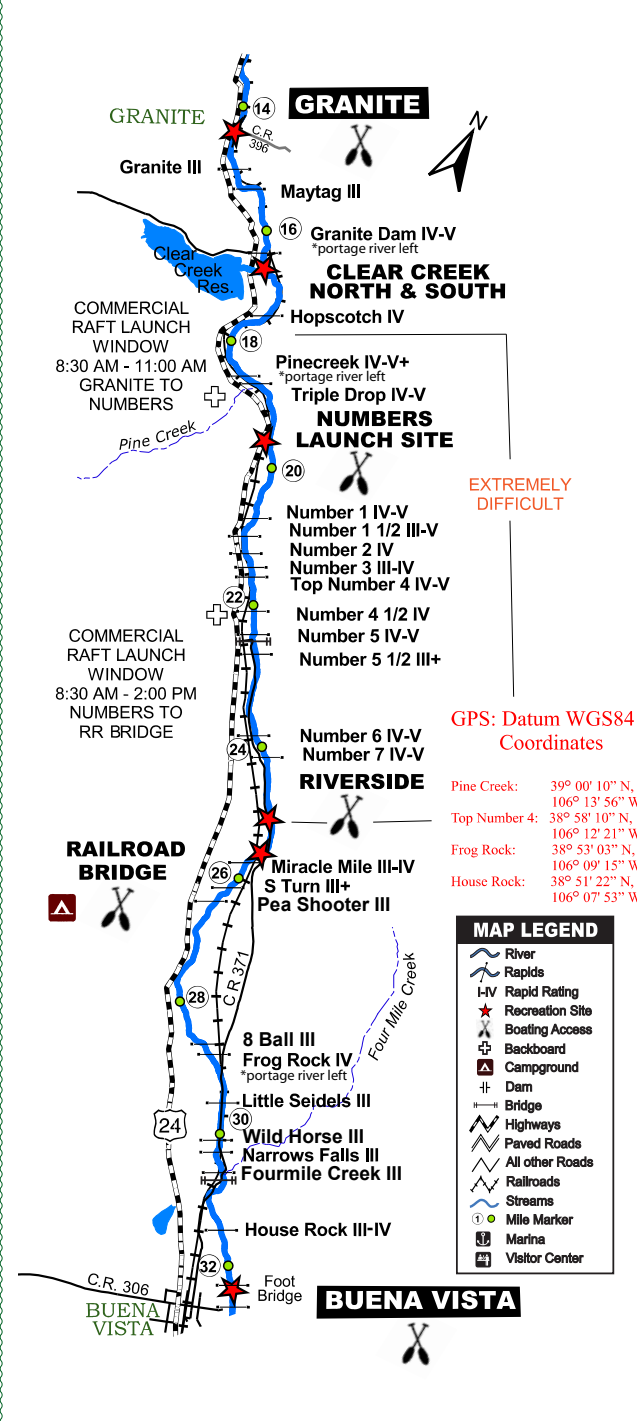 14
GRANITE
GRANITE
C.R.
396
Granite III
Maytag III
16
Granite Dam IV-V
*portage river left
Clear
Creek
Res.
CLEAR CREEK
NORTH & SOUTH
COMMERCIAL
RAFT LAUNCH
WINDOW
8:30 AM - 11:00 AM
GRANITE TO
NUMBERS
Hopscotch IV
18
Pinecreek IV-V+
*portage river left
Triple Drop IV-V
Pine Creek
NUMBERS
LAUNCH SITE
20
EXTREMELY
DIFFICULT
Number 1 IV-V
Number 1 1/2 III-V
Number 2 IV
Number 3 III-IV
Top Number 4 IV-V
22
Number 4 1/2 IV
Number 5 IV-V
Number 5 1/2 III+
COMMERCIAL
RAFT LAUNCH
WINDOW
8:30 AM - 2:00 PM
NUMBERS TO
RR BRIDGE
Number 6 IV-V
24
Number 7 IV-V
RIVERSIDE
GPS: Datum WGS84
Coordinates
Pine Creek: 39° 00' 10” N,
106° 13' 56” W
Top Number 4: 38° 58' 10” N,
106° 12' 21” W
Frog Rock: 38° 53' 03” N,
106° 09' 15” W
House Rock: 38° 51' 22” N,
106° 07' 53” W
RAILROAD
BRIDGE
Miracle Mile III-IV
26
S Turn III+
Pea Shooter III
C R 371
28
Four Mile Creek
8 Ball III
Frog Rock IV
*portage river left
Little Seidels III
30
24
Wild Horse III
Narrows Falls III
Fourmile Creek III
House Rock III-IV
32
Foot
Bridge
C.R. 306
BUENA
VISTA
BUENA VISTA
MAP LEGEND
River
Rapids
I-IV Rapid Rating
Recreation Site
Boating Access
Backboard
Campground
Dam
Bridge
Highways
Paved Roads
All other Roads
Railroads
Streams
1 Mile Marker
Marina
Visitor Center
N